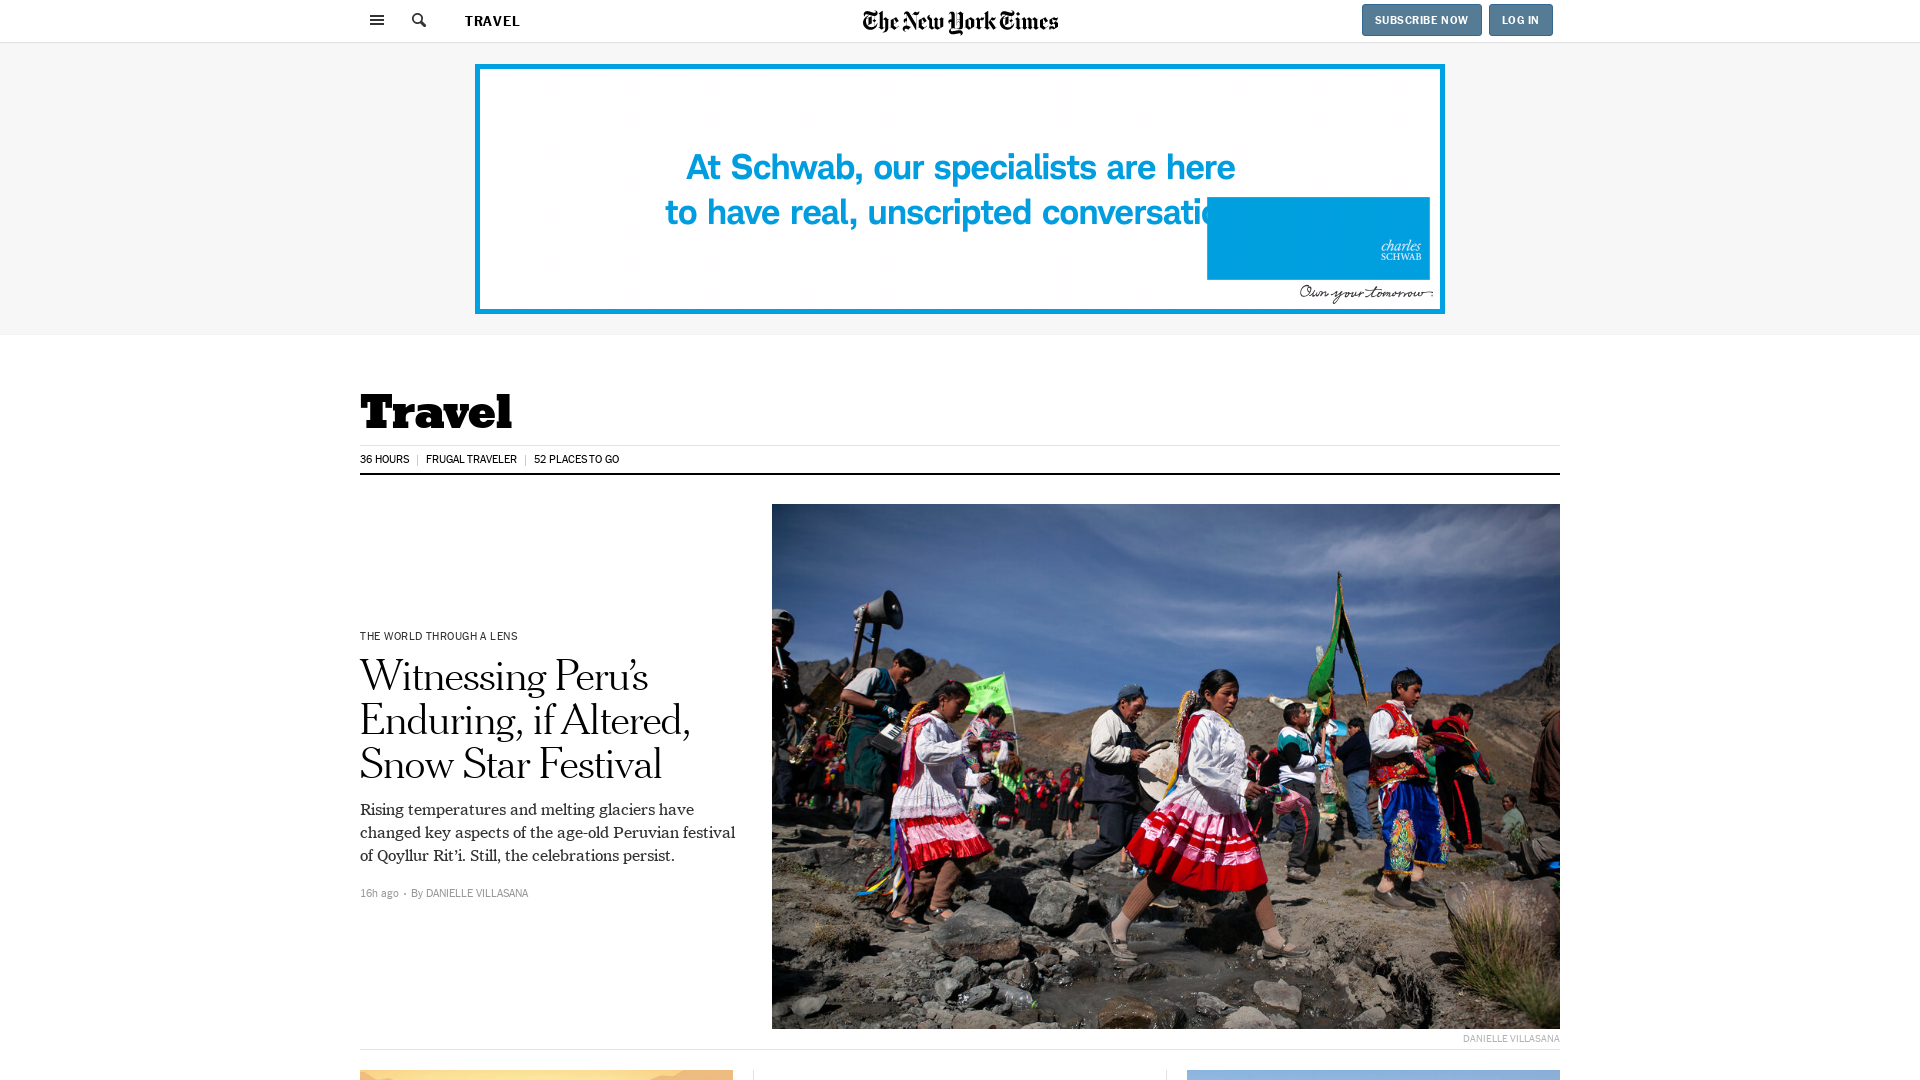 TRAVEL
The New York Times
SUBSCRIBE NOW
LOG IN
At Schwab, our specialists are here
to have real, unscripted
charles
SCHWAB
Own your tomorrow
Travel
36 HOURS
FRUGAL TRAVELER
52 PLACES TO GO
THE WORLD THROUGH A LENS
Witnessing Peru’s
Enduring, if Altered,
Snow Star Festival
Rising temperatures and melting glaciers have
changed key aspects of the age-old Peruvian festival
of Qoyllur Rit’i. Still, the celebrations persist.
16h ago · By DANIELLE VILLASANA
DANIELLE VILLASANA